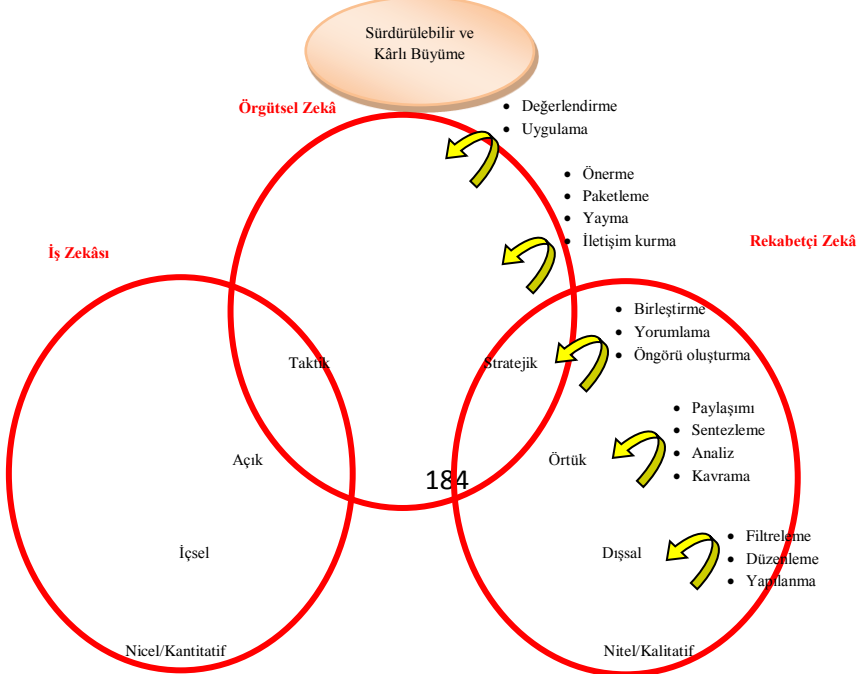 Sürdürülebilir ve
Kârlı Büyüme
Örgütsel Zekâ
• Değerlendirme
• Uygulama
• Önerme
• Paketleme
• Yayma
• İletişim kurma
İş Zekâsı
Rekabetçi Zekâ
• Birleştirme
• Yorumlama
• Öngörü oluşturma
Taktik
Stratejik
• Paylaşımı
• Sentezleme
• Analiz
• Kavrama
Açık
Örtük
184
• Filtreleme
• Düzenleme
• Yapılanma
İçsel
Dışsal
Nicel/Kantitatif
Nitel/Kalitatif